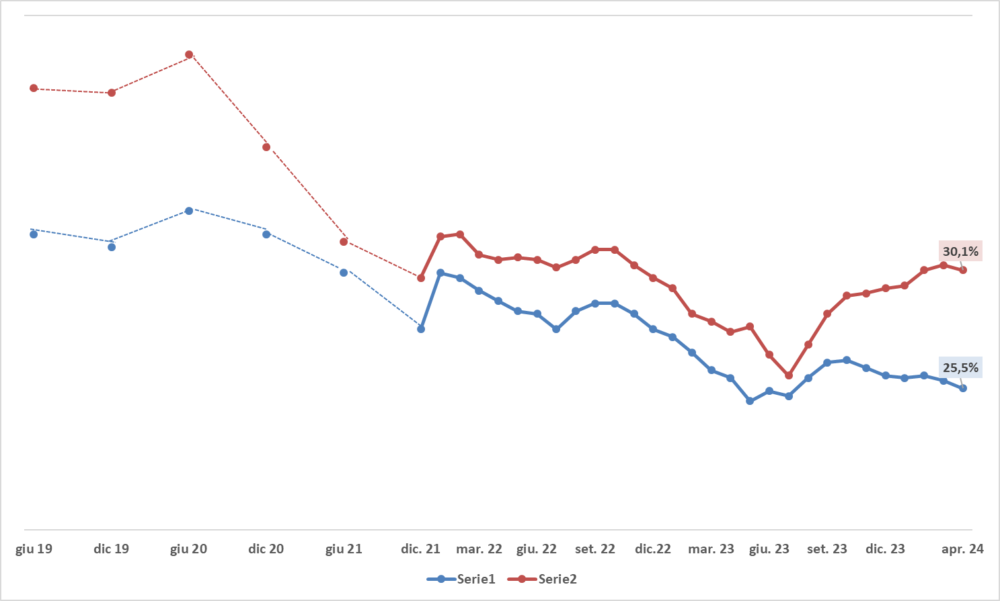 30,1%
25,5%
giu 19 dic 19 giu 20 dic 20 giu 21 dic. 21 mar. 22 giu. 22 set. 22 dic.22 mar. 23 giu. 23 set. 23 dic. 23 apr. 24
Serie1 Serie2